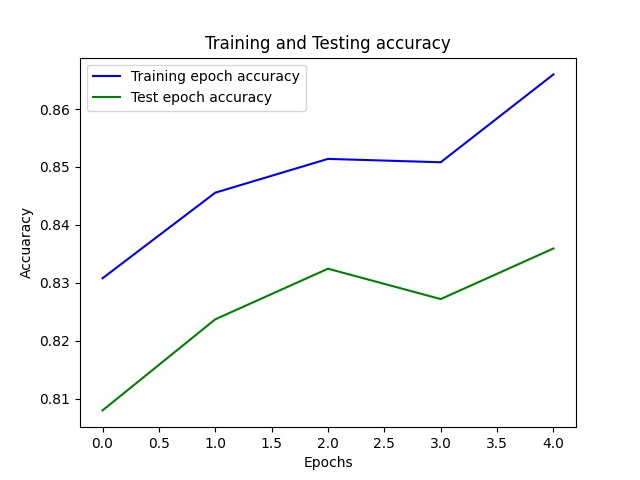 Training and Testing accuracy
Training epoch accuracy
Test epoch accuracy
0.86
0.85
0.84
0.83
0.82
0.81
Accuaracy
0.0 0.5 1.0 1.5 2.0 2.5 3.0 3.5 4.0
Epochs